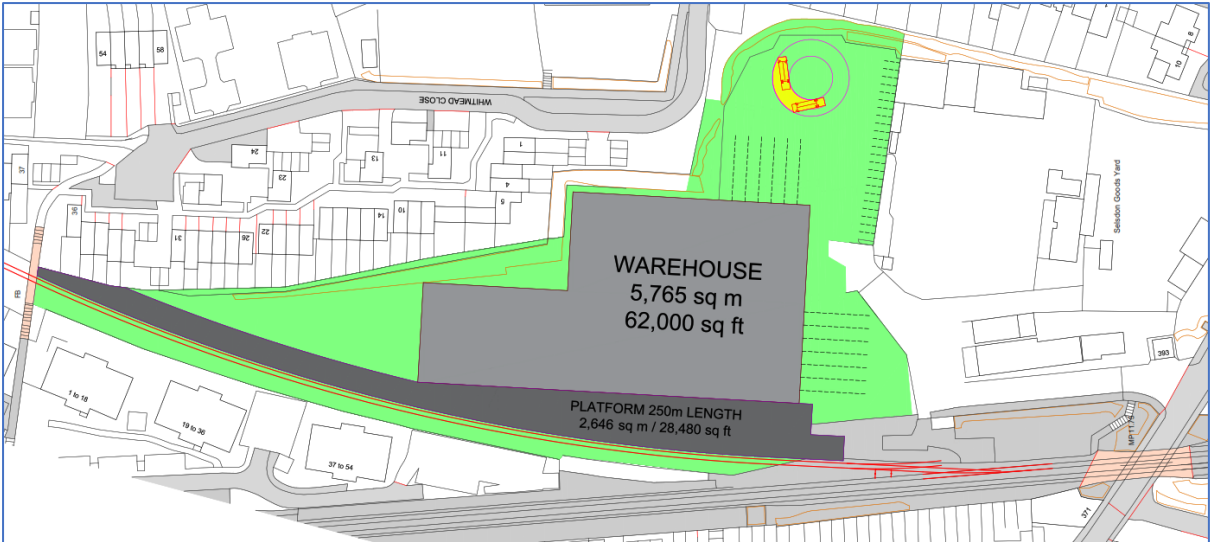 54
58
1
8
10
WHITMEAD CLOSE
37
24
23
13
11
1
4
5
36
31
26
22
14
10
Selsdon Goods Yard
WAREHOUSE
5,765 sq m
62,000 sq ft
FB
1 to 18
19 to 36
37 to 54
PLATFORM 250m LENGTH
2,646 sq m / 28,480 sq ft
393
371